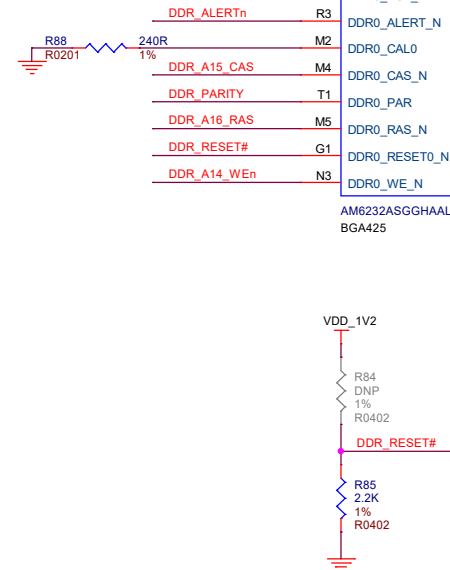 DDR_ALERTn R3 DDR0_ALERT_N
R88 240R M2 DDR0_CAL0
R0201 1%
DDR_A15_CAS M4 DDR0_CAS_N
DDR_PARITY T1 DDR0_PAR
DDR_A16_RAS M5 DDR0_RAS_N
DDR_RESET# G1 DDR0_RESET0_N
DDR_A14_WEn N3 DDR0_WE_N
AM6232ASGGHAAL
BGA425
VDD_1V2
R84
DNP
1%
R0402
DDR_RESET#
R85
2.2K
1%
R0402